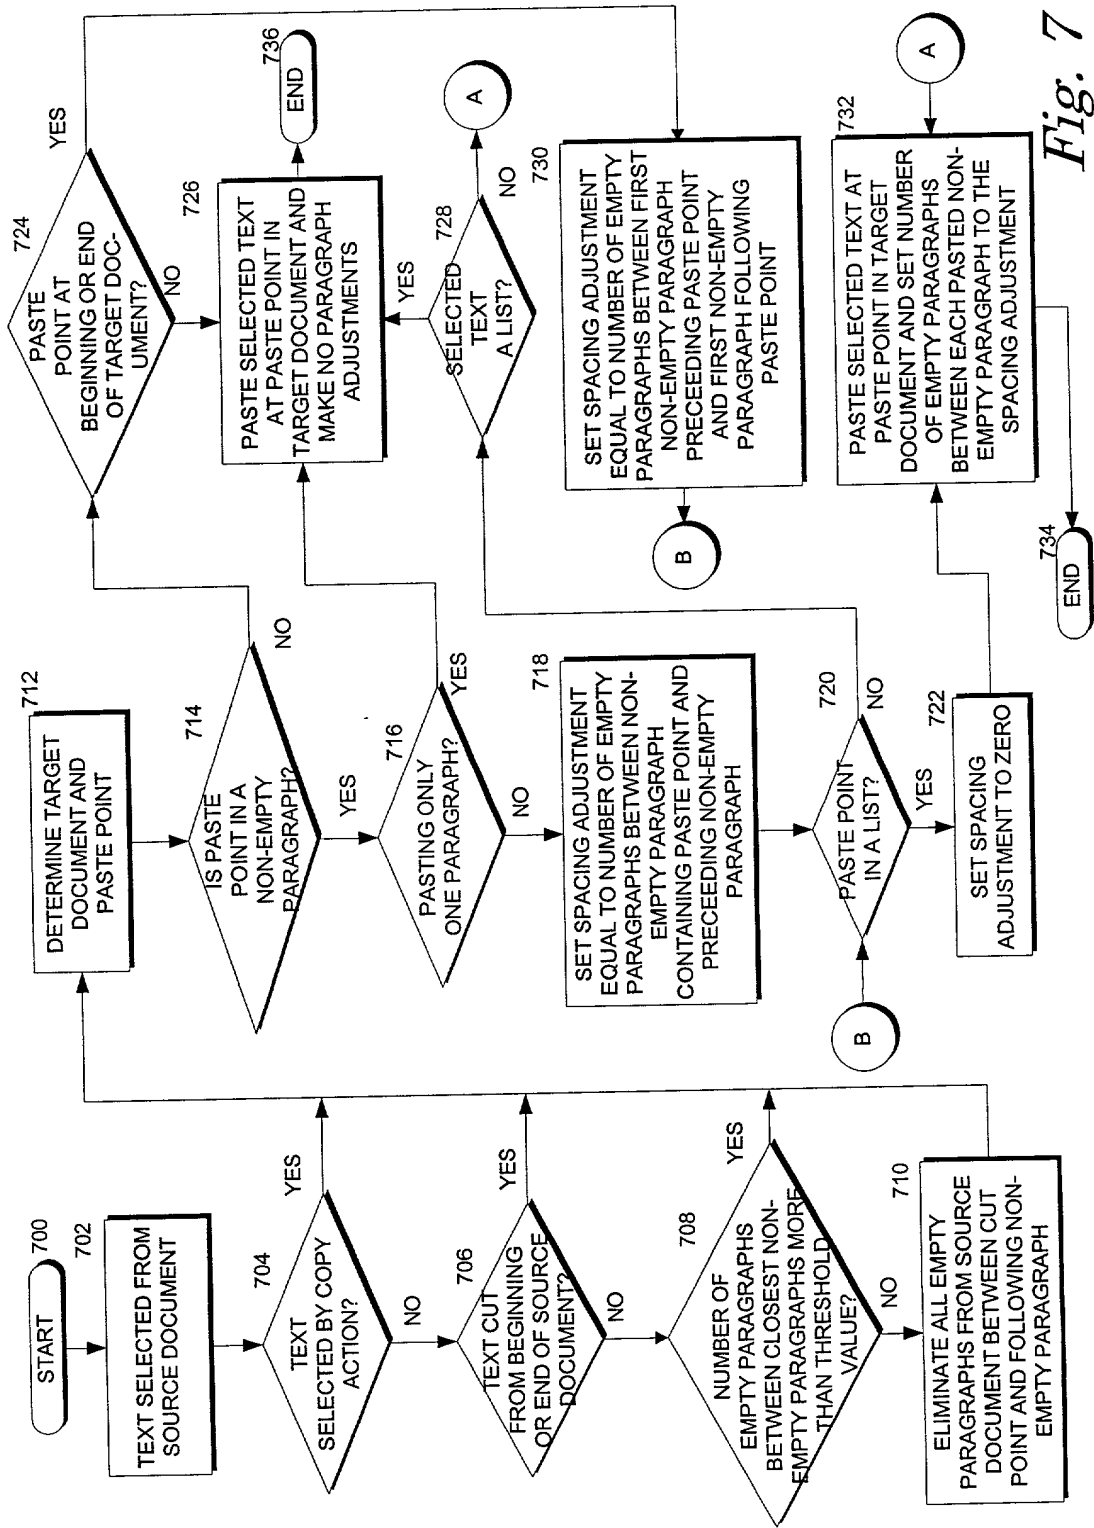 START
700
TEXT SELECTED FROM
SOURCE DOCUMENT
702
TEXT
SELECTED BY COPY
ACTION?
704
YES
NO
TEXT CUT
FROM BEGINNING
OR END OF SOURCE
DOCUMENT?
706
YES
NO
NUMBER OF
EMPTY PARAGRAPHS
BETWEEN CLOSEST NON-
EMPTY PARAGRAPHS MORE
THAN THRESHOLD
VALUE?
708
YES
NO
ELIMINATE ALL EMPTY
PARAGRAPHS FROM SOURCE
DOCUMENT BETWEEN CUT
POINT AND FOLLOWING NON-
EMPTY PARAGRAPH
710
DETERMINE TARGET
DOCUMENT AND
PASTE POINT
712
IS PASTE
POINT IN A
NON-EMPTY
PARAGRAPH?
714
NO
YES
PASTING ONLY
ONE PARAGRAPH?
716
YES
NO
SET SPACING ADJUSTMENT
EQUAL TO NUMBER OF EMPTY
PARAGRAPHS BETWEEN NON-
EMPTY PARAGRAPH
CONTAINING PASTE POINT AND
PRECEEDING NON-EMPTY
PARAGRAPH
718
B
PASTE POINT
IN A LIST?
720
NO
YES
SET SPACING
ADJUSTMENT TO ZERO
722
PASTE
POINT AT
BEGINNING OR END
OF TARGET DOC-
UMENT?
724
YES
NO
PASTE SELECTED TEXT
AT PASTE POINT IN
TARGET DOCUMENT AND
MAKE NO PARAGRAPH
ADJUSTMENTS
726
END
736
YES
SELECTED
TEXT
A LIST?
728
NO
A
SET SPACING ADJUSTMENT
EQUAL TO NUMBER OF EMPTY
PARAGRAPHS BETWEEN FIRST
NON-EMPTY PARAGRAPH
PRECEEDING PASTE POINT
AND FIRST NON-EMPTY
PARAGRAPH FOLLOWING
PASTE POINT
730
B
PASTE SELECTED TEXT AT
PASTE POINT IN TARGET
DOCUMENT AND SET NUMBER
OF EMPTY PARAGRAPHS
BETWEEN EACH PASTED NON-
EMPTY PARAGRAPH TO THE
SPACING ADJUSTMENT
732
A
END
734
Fig. 7